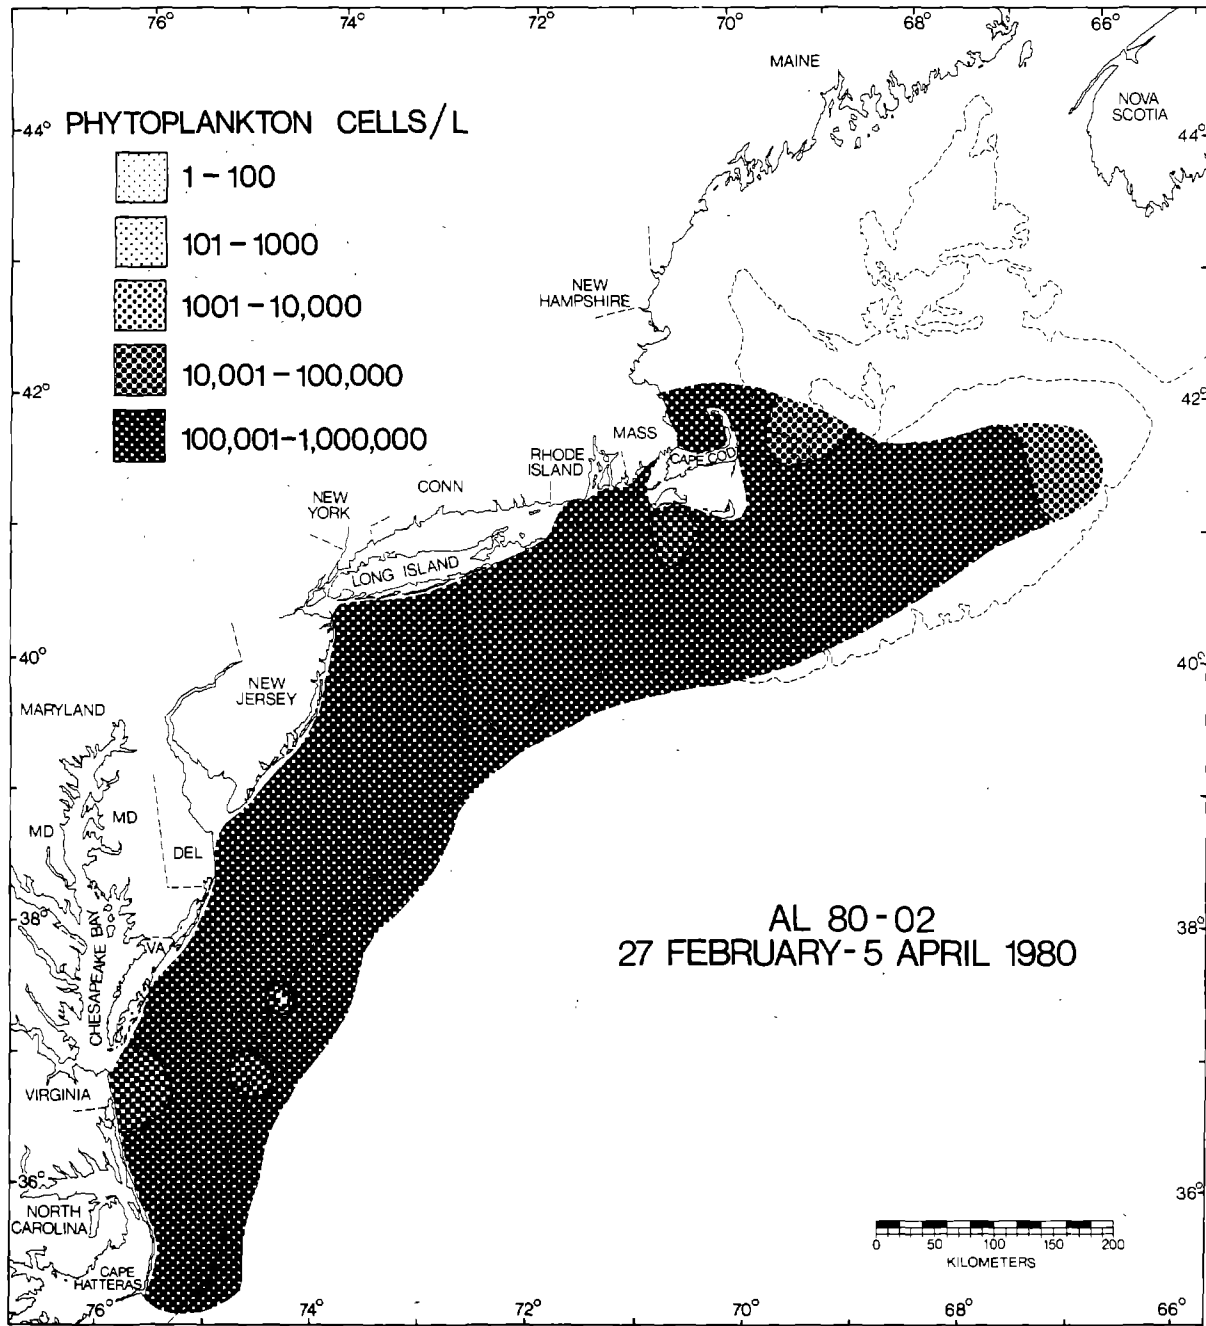 76°
74°
72°
70°
68°
66°
MAINE
NOVA
SCOTIA
44°
PHYTOPLANKTON CELLS/L
44°
1-100
101-1000
1001-10,000
10,001-100,000
100,001-1,000,000
NEW
HAMPSHIRE
42°
42°
MASS
CAPE COD
RHODE
ISLAND
CONN
NEW
YORK
LONG ISLAND
40°
40°
NEW
JERSEY
MARYLAND
MD
MD
DEL
38°
38°
VA
CHESAPEAKE BAY
AL 80-02
27 FEBRUARY-5 APRIL 1980
VIRGINIA
36°
36°
NORTH
CAROLINA
CAPE
HATTERAS
0 50 100 150 200
KILOMETERS
76°
74°
72°
70°
68°
66°